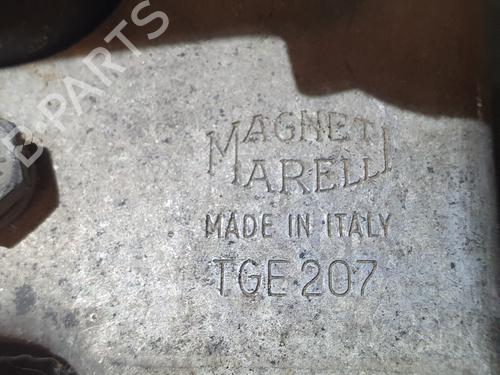 B-PARTS
MAGNETI
MARELLI
MADE IN ITALY
TGE 207